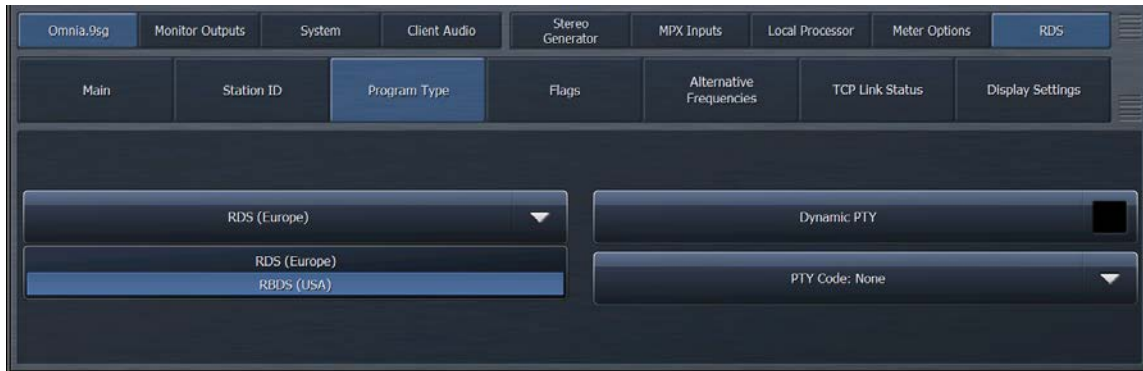 Omnia.9sg
Monitor Outputs
System
Client Audio
Stereo
Generator
MPX Inputs
Local Processor
Meter Options
RDS
Main
Station ID
Program Type
Flags
Alternative
Frequencies
TCP Link Status
Display Settings
RDS (Europe)
Dynamic PTY
RDS (Europe)
RBDS (USA)
PTY Code: None